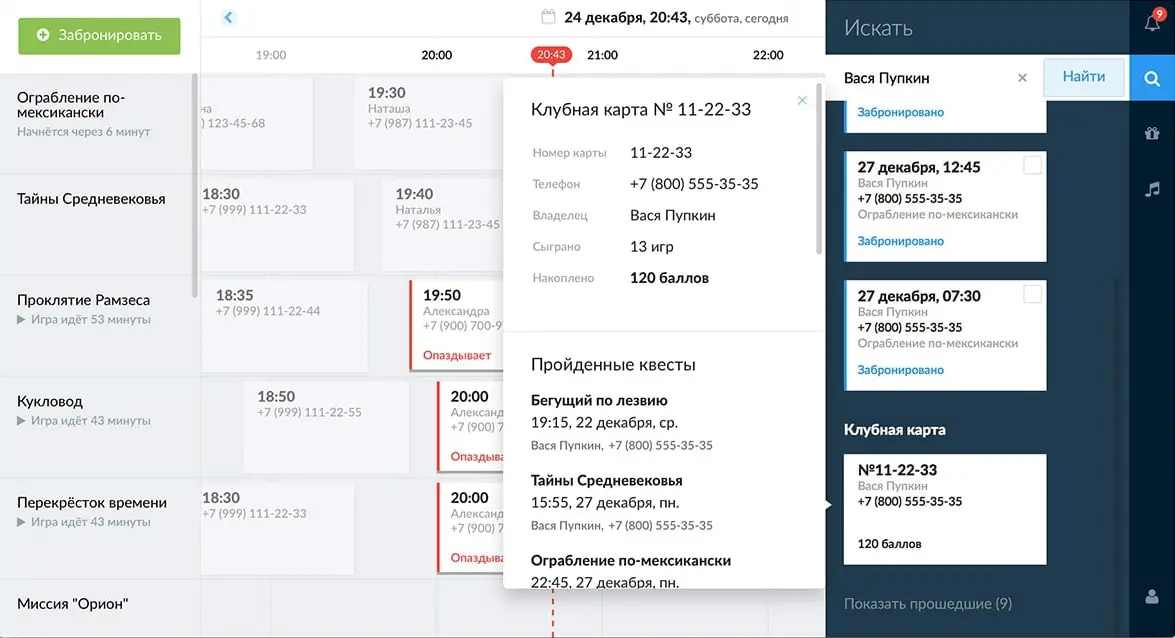 Забронировать
24 декабря, 20:43, суббота, сегодня
19:00
20:00
20:43
21:00
22:00
Ограбление по-
мексикански
Начнётся через 6 минут
Тайны Средневековья
Проклятие Рамзеса
Игра идёт 53 минуты
Кукловод
Игра идёт 43 минуты
Перекрёсток времени
Игра идёт 43 минуты
Миссия "Орион"
на
) 123-45-68
19:30
Наташа
+7 (987) 111-23-45
18:30
+7 (999) 111-22-33
19:40
Наталья
+7 (987) 111-23-45
18:35
+7 (999) 111-22-44
19:50
Александра
+7 (900) 700-9
Опаздывает
18:50
+7 (999) 111-22-55
20:00
Александ
+7 (900) 7
Опаздыва
18:30
+7 (999) 111-22-33
20:00
Александ
+7 (900) 7
Опаздыва
Клубная карта № 11-22-33
Номер карты 11-22-33
Телефон +7 (800) 555-35-35
Владелец Вася Пупкин
Сыграно 13 игр
Накоплено 120 баллов
Пройденные квесты
Бегущий по лезвию
19:15, 22 декабря, ср.
Вася Пупкин, +7 (800) 555-35-35
Тайны Средневековья
15:55, 27 декабря, пн.
Вася Пупкин, +7 (800) 555-35-35
Ограбление по-мексикански
22:45, 27 декабря, пн.
Искать
9
Вася Пупкин
Найти
Забронировано
27 декабря, 12:45
Вася Пупкин
+7 (800) 555-35-35
Ограбление по-мексикански
Забронировано
27 декабря, 07:30
Вася Пупкин
+7 (800) 555-35-35
Ограбление по-мексикански
Забронировано
Клубная карта
№11-22-33
Вася Пупкин
+7 (800) 555-35-35
120 баллов
Показать прошедшие (9)